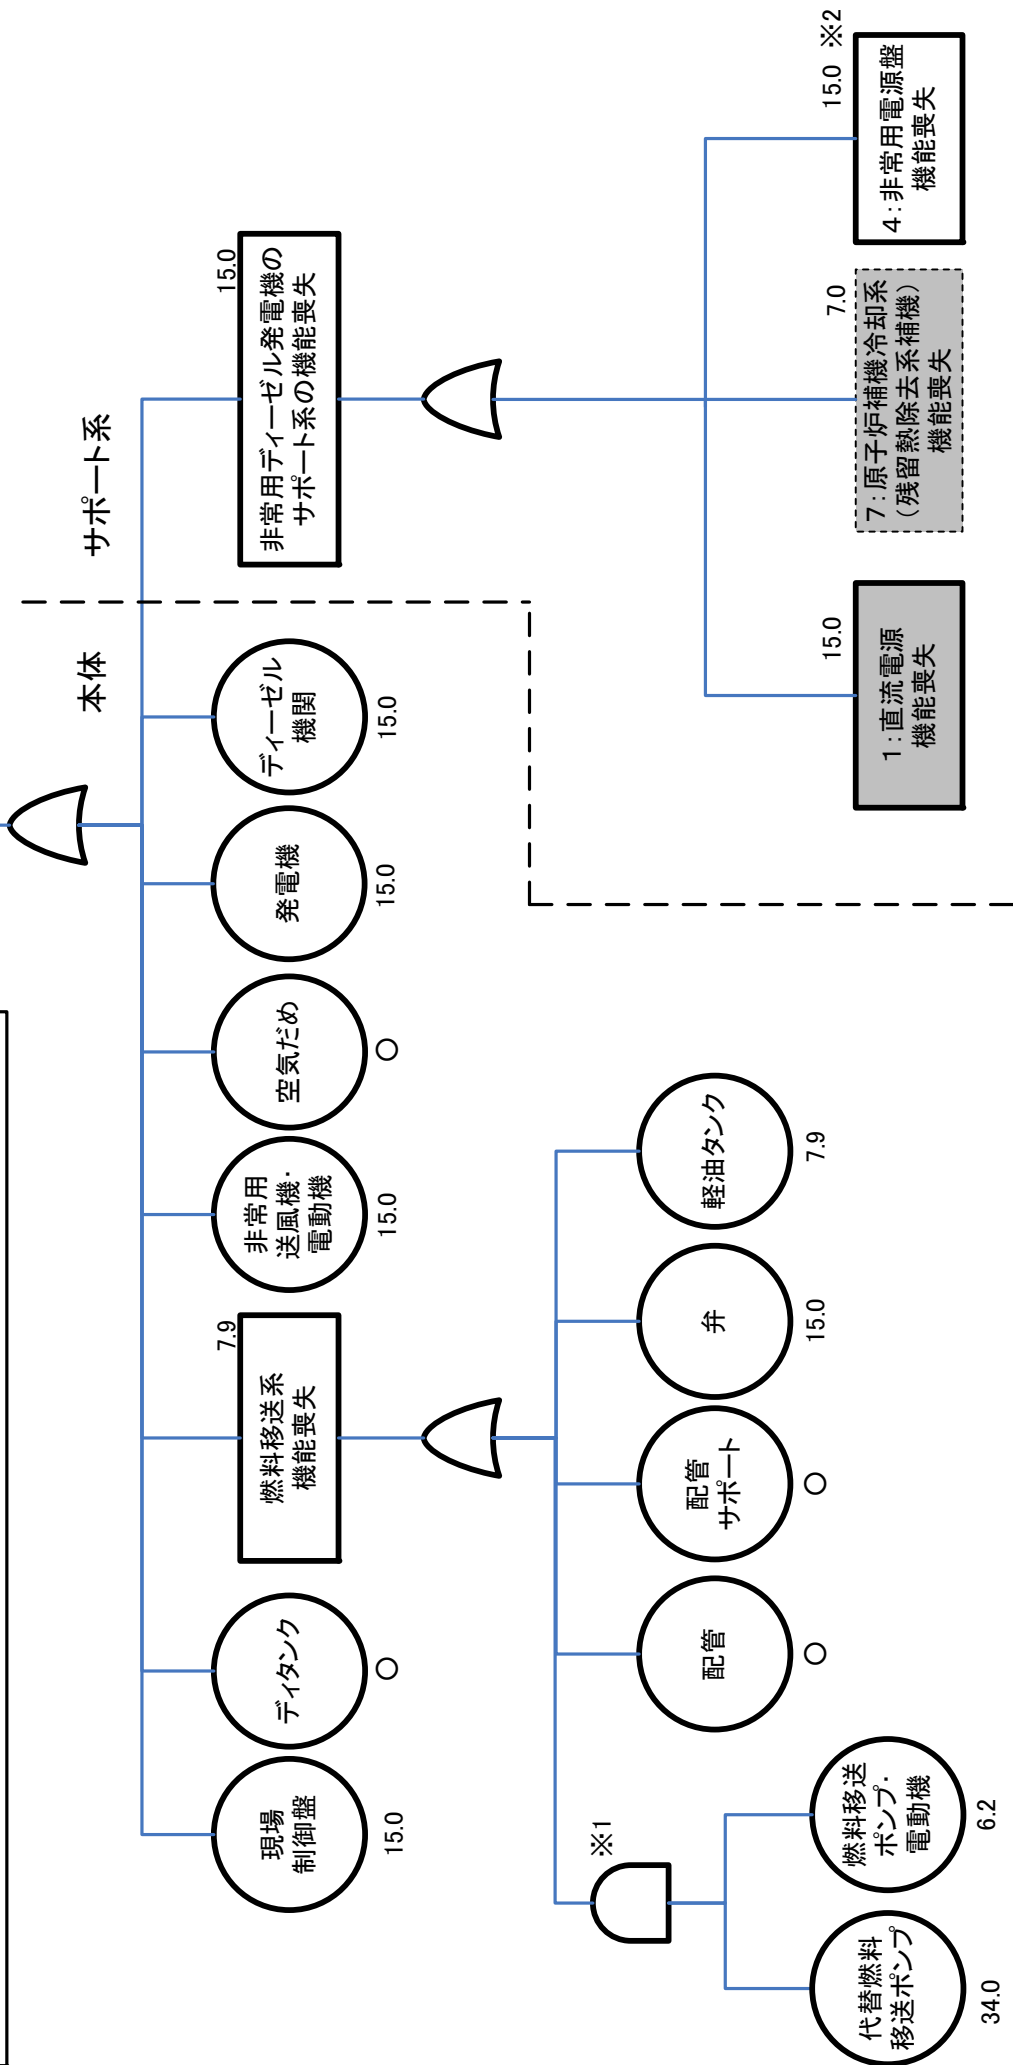 本体
サポート系
現場
制御盤
15.0
ディタンク
○
燃料移送系
機能喪失
7.9
非常用
送風機・
電動機
15.0
空気だめ
○
発電機
15.0
ディーゼル
機関
15.0
非常用ディーゼル発電機の
サポート系の機能喪失
15.0
※1
配管
○
配管
サポート
○
弁
15.0
軽油タンク
7.9
代替燃料
移送ポンプ
34.0
燃料移送
ポンプ・
電動機
6.2
1:直流電源
機能喪失
15.0
7:原子炉補機冷却系
(残留熱除去系補機)
機能喪失
7.0
4:非常用電源盤
機能喪失
15.0 ※2